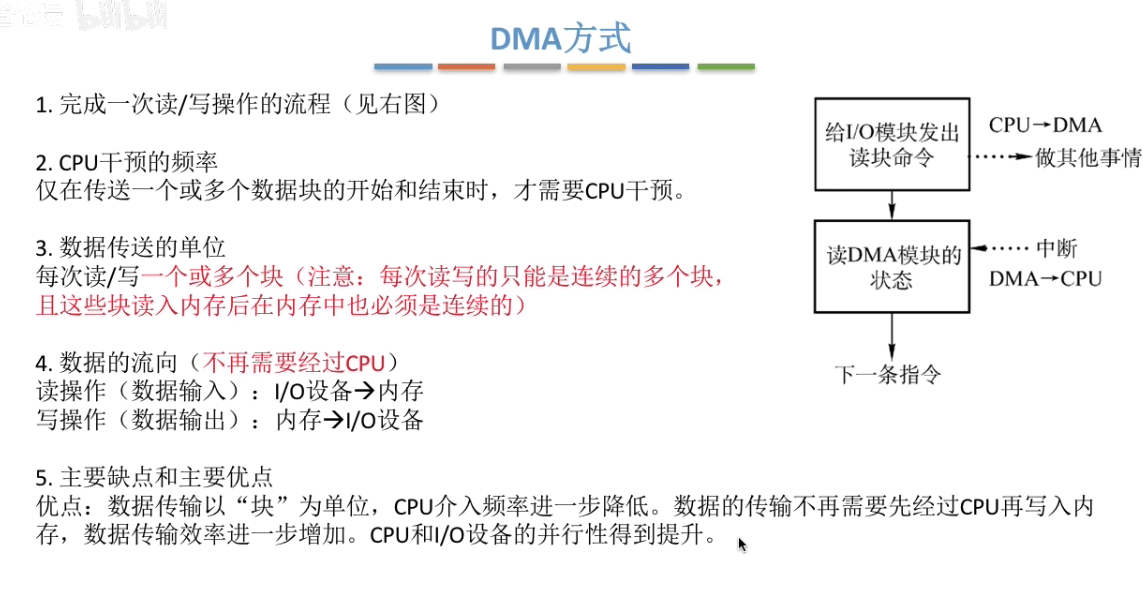 bilibili
DMA方式
1. 完成一次读/写操作的流程（见右图）
2. CPU干预的频率
仅在传送一个或多个数据块的开始和结束时，才需要CPU干预。
3. 数据传送的单位
每次读/写一个或多个块（注意：每次读写的只能是连续的多个块，
且这些块读入内存后在内存中也必须是连续的）
4. 数据的流向（不再需要经过CPU）
读操作（数据输入）：I/O设备→内存
写操作（数据输出）：内存→I/O设备
5. 主要缺点和主要优点
优点：数据传输以“块”为单位，CPU介入频率进一步降低。数据的传输不再需要先经过CPU再写入内
存，数据传输效率进一步增加。CPU和I/O设备的并行性得到提升。
给I/O模块发出
读块命令
CPU→DMA
做其他事情
读DMA模块的
状态
中断
DMA→CPU
下一条指令